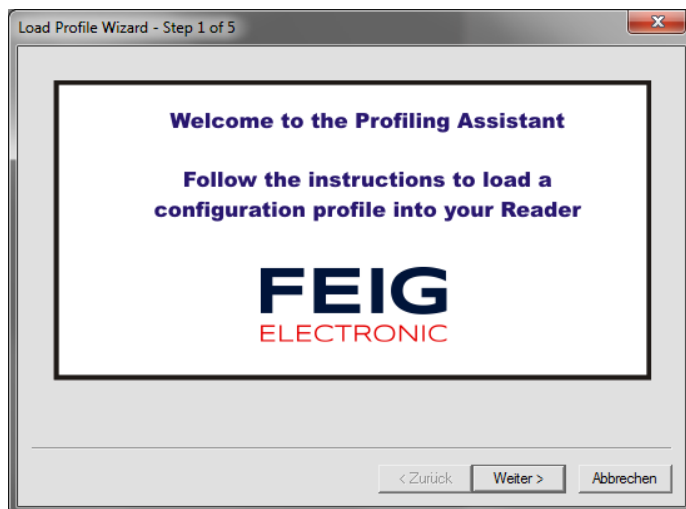 Load Profile Wizard - Step 1 of 5
Welcome to the Profiling Assistant
Follow the instructions to load a
configuration profile into your Reader
FEIG
ELECTRONIC
< Zurück Weiter > Abbrechen